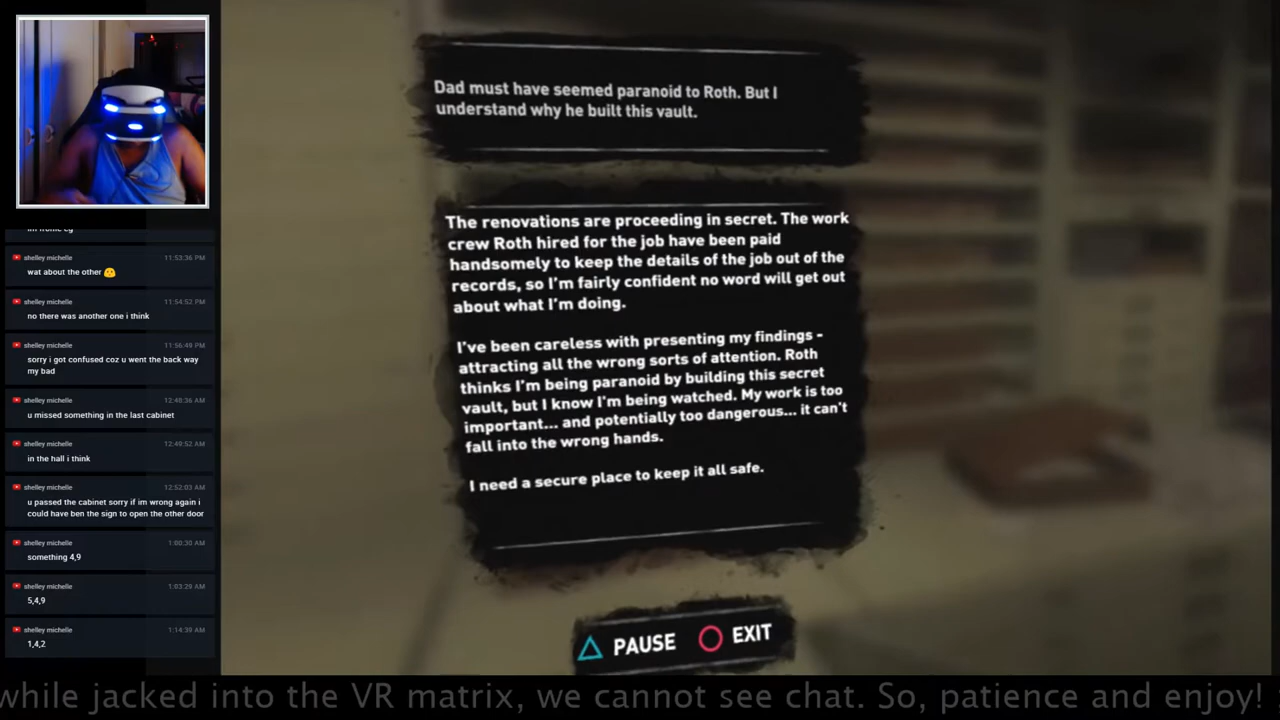 shelley michelle 11:53:36 PM
wat about the other
shelley michelle 11:54:52 PM
no there was another one i think
shelley michelle 11:56:49 PM
sorry i got confused coz u went the back way
my bad
shelley michelle 12:48:36 AM
u missed something in the last cabinet
shelley michelle 12:49:52 AM
in the hall i think
shelley michelle 12:52:03 AM
u passed the cabinet sorry if im wrong again i
could have ben the sign to open the other door
shelley michelle 1:00:30 AM
something 4,9
shelley michelle 1:03:29 AM
5,4,9
shelley michelle 1:14:39 AM
1,4,2
Dad must have seemed paranoid to Roth. But I
understand why he built this vault.
The renovations are proceeding in secret. The work
crew Roth hired for the job have been paid
handsomely to keep the details of the job out of the
records, so I'm fairly confident no word will get out
about what I'm doing.
I've been careless with presenting my findings -
attracting all the wrong sorts of attention. Roth
thinks I'm being paranoid by building this secret
vault, but I know I'm being watched. My work is too
important... and potentially too dangerous... it can't
fall into the wrong hands.
I need a secure place to keep it all safe.
PAUSE EXIT
while jacked into the VR matrix, we cannot see chat. So, patience and enjoy!